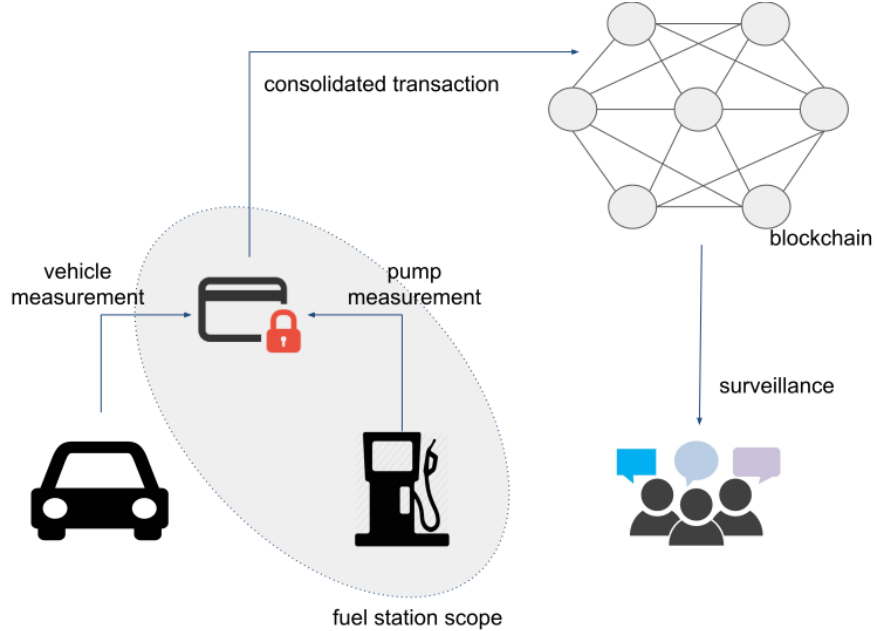 consolidated transaction
blockchain
vehicle
measurement
pump
measurement
surveillance
fuel station scope